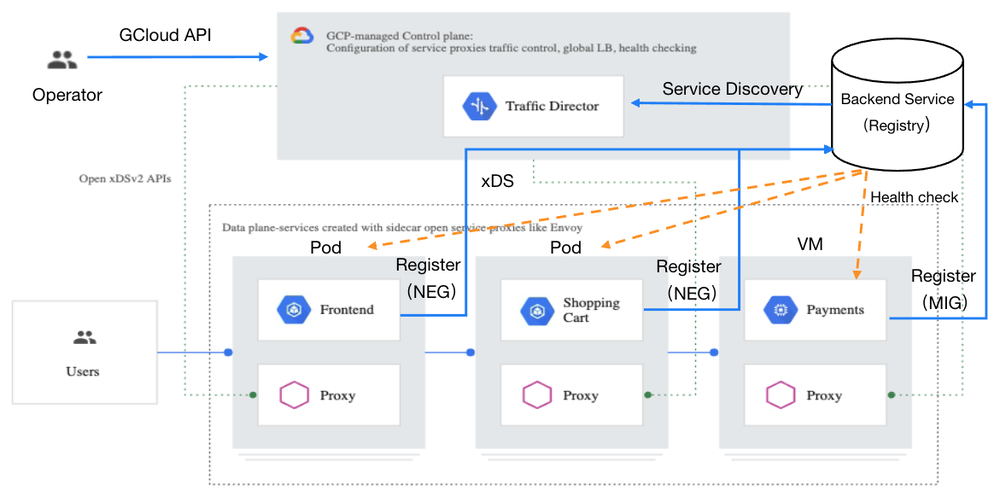 GCloud API
Operator
GCP-managed Control plane:
Configuration of service proxies traffic control, global LB, health checking
Traffic Director
Service Discovery
Backend Service
(Registry)
Open xDSv2 APIs
xDS
Health check
Data plane-services created with sidecar open service proxies like Envoy
Pod
Pod
VM
Register
(NEG)
Register
(NEG)
Register
(MIG)
Frontend
Shopping
Cart
Payments
Users
Proxy
Proxy
Proxy